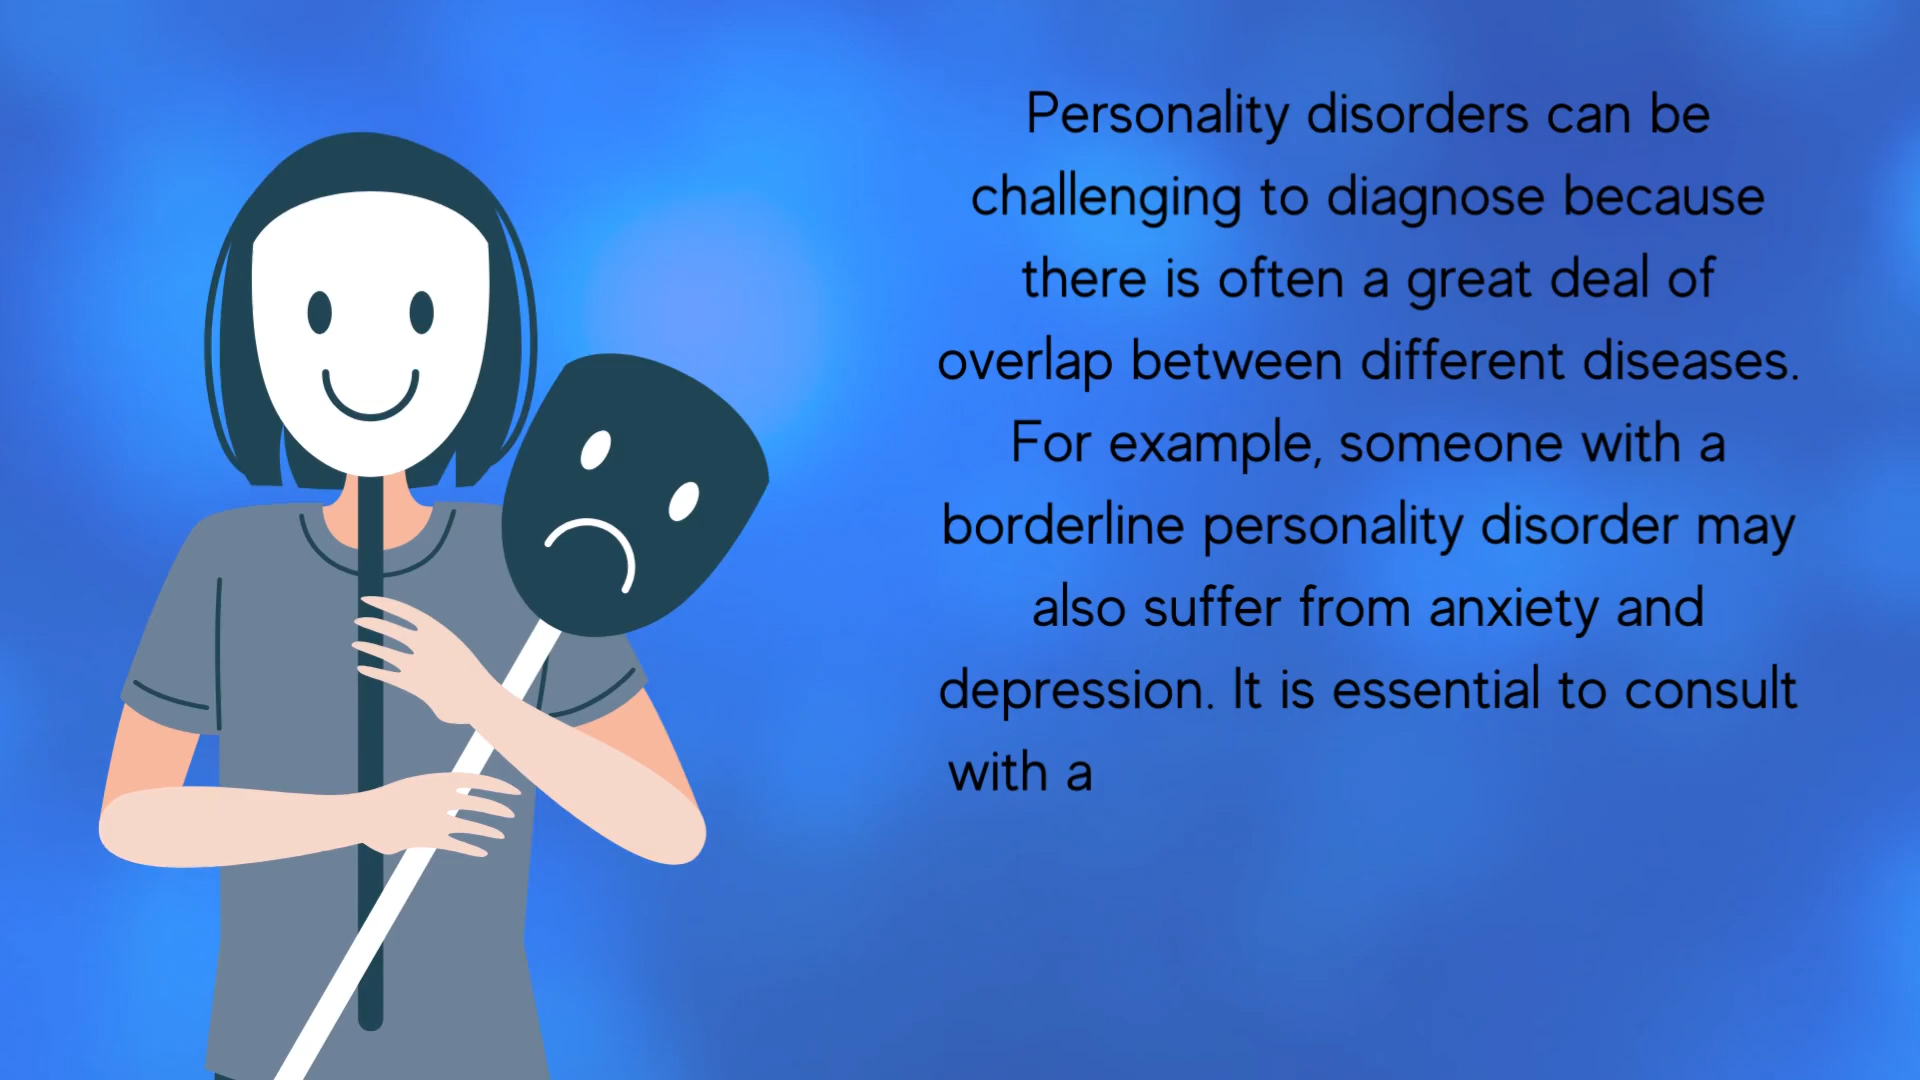 Personality disorders can be
challenging to diagnose because
there is often a great deal of
overlap between different diseases.
For example, someone with a
borderline personality disorder may
also suffer from anxiety and
depression. It is essential to consult
with a